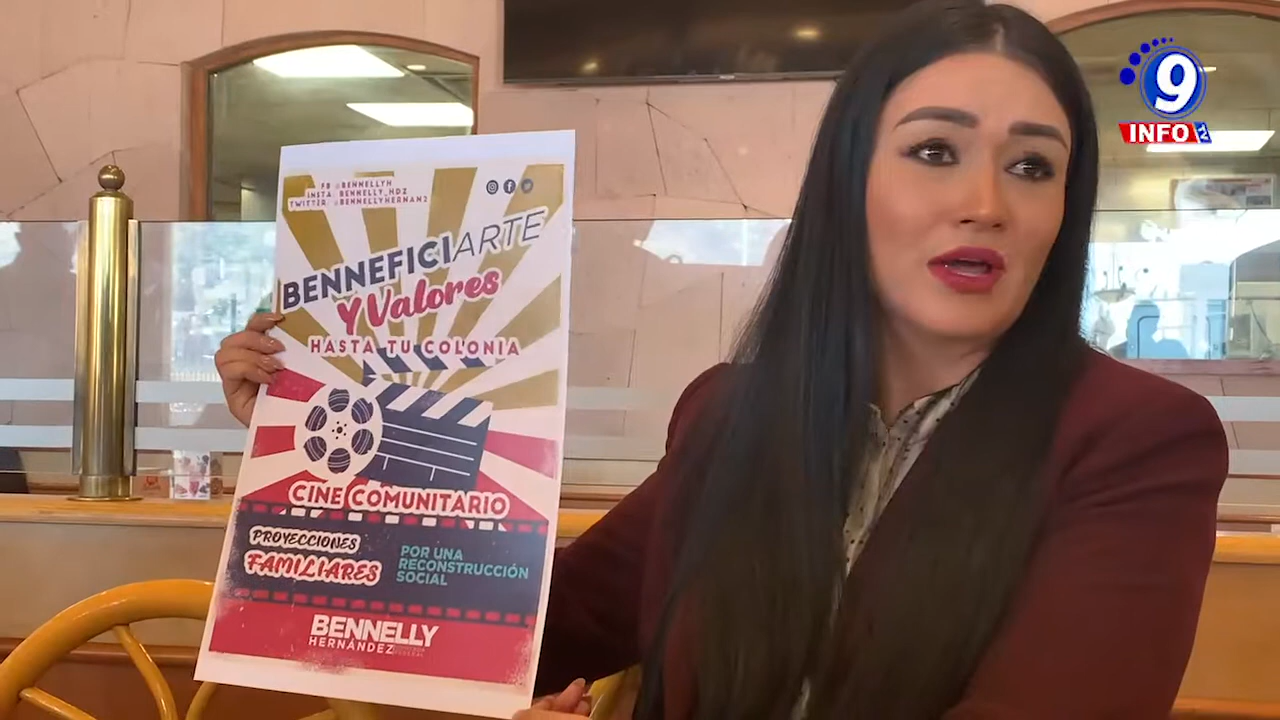 9
INFO TV
FB @BENNELLYH
INSTA BENNELLY_HDZ
TWITTER @BENNELLYHERNAN2
BENNEFICIARTE
Y Valores
HASTA TU COLONIA
CINE COMUNITARIO
PROYECCIONES
FAMILIARES
POR UNA
RECONSTRUCCIÓN
SOCIAL
BENNELLY
HERNÁNDEZ